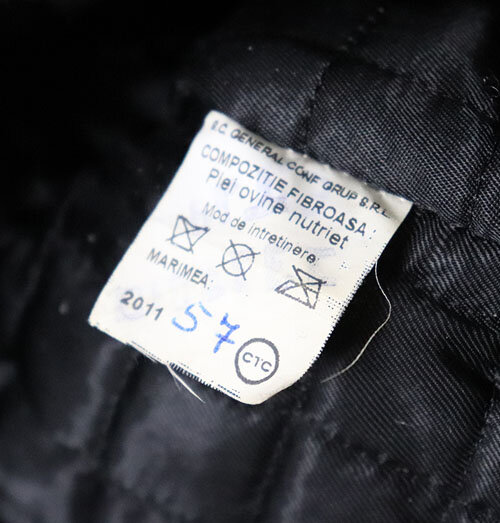 S.C. GENERAL CONF GRUP S.R.L.
COMPOZITIE FIBROASA:
Piei ovine nutriet
Mod de intretinere:
MARIMEA:
2011 57
CTC